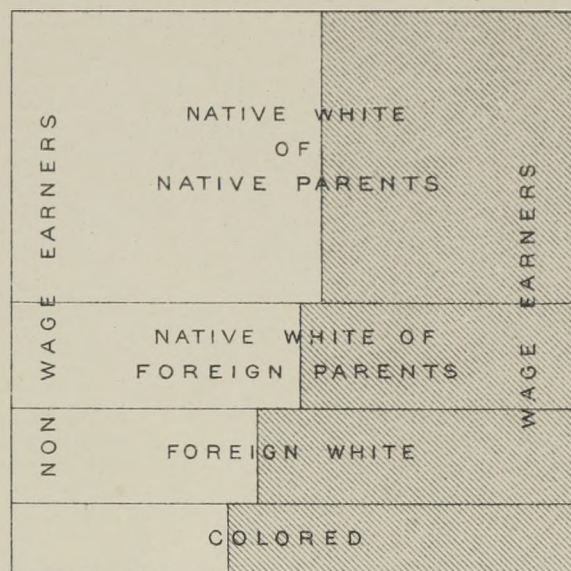 NATIVE WHITE
OF
NATIVE PARENTS
NATIVE WHITE OF
FOREIGN PARENTS
FOREIGN WHITE
COLORED
NON WAGE EARNERS
WAGE EARNERS